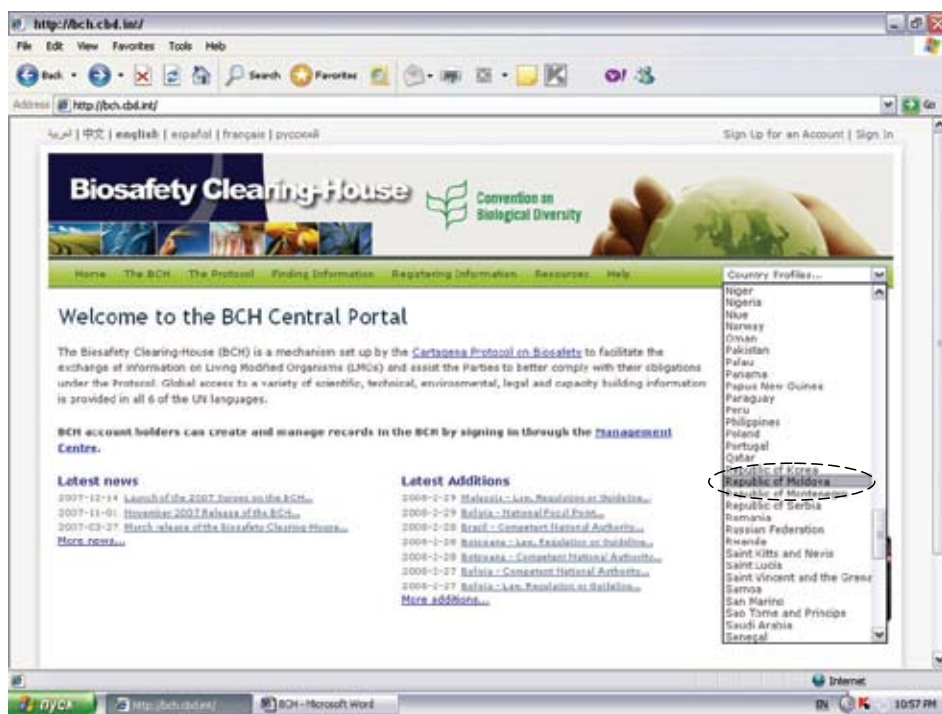 http://bch.cbd.int/
File Edit View Favorites Tools Help
Back Search Favorites
Address http://bch.cbd.int/ Go
العربية | 中文 | english | español | français | русский
Sign Up for an Account | Sign In
Biosafety Clearing-House
Convention on
Biological Diversity
Home The BCH The Protocol Finding Information Registering Information Resources Help
Country Profiles...
Welcome to the BCH Central Portal
The Biosafety Clearing-House (BCH) is a mechanism set up by the Cartagena Protocol on Biosafety to facilitate the
exchange of information on Living Modified Organisms (LMOs) and assist the Parties to better comply with their obligations
under the Protocol. Global access to a variety of scientific, technical, environmental, legal and capacity building information
is provided in all 6 of the UN languages.
BCH account holders can create and manage records in the BCH by signing in through the Management
Centre.
Latest news
2007-12-14 Launch of the 2007 Survey on the BCH...
2007-11-01 November 2007 Release of the BCH...
2007-03-27 March release of the Biosafety Clearing-House...
More news...
Latest Additions
2008-2-29 Malaysia - Law, Regulation or Guideline...
2008-2-29 Bolivia - National Focal Point...
2008-2-28 Brazil - Competent National Authority...
2008-2-28 Botswana - Law, Regulation or Guideline...
2008-2-28 Botswana - Competent National Authority...
2008-2-27 Bolivia - Competent National Authority...
2008-2-27 Bolivia - Law, Regulation or Guideline...
More additions...
Niger
Nigeria
Niue
Norway
Oman
Pakistan
Palau
Panama
Papua New Guinea
Paraguay
Peru
Philippines
Poland
Portugal
Qatar
Republic of Korea
Republic of Moldova
Republic of Montenegro
Republic of Serbia
Romania
Russian Federation
Rwanda
Saint Kitts and Nevis
Saint Lucia
Saint Vincent and the Grena
Samoa
San Marino
Sao Tome and Principe
Saudi Arabia
Senegal
Internet
пуск http://bch.cbd.int/ BCH - Microsoft Word EN 10:57 PM